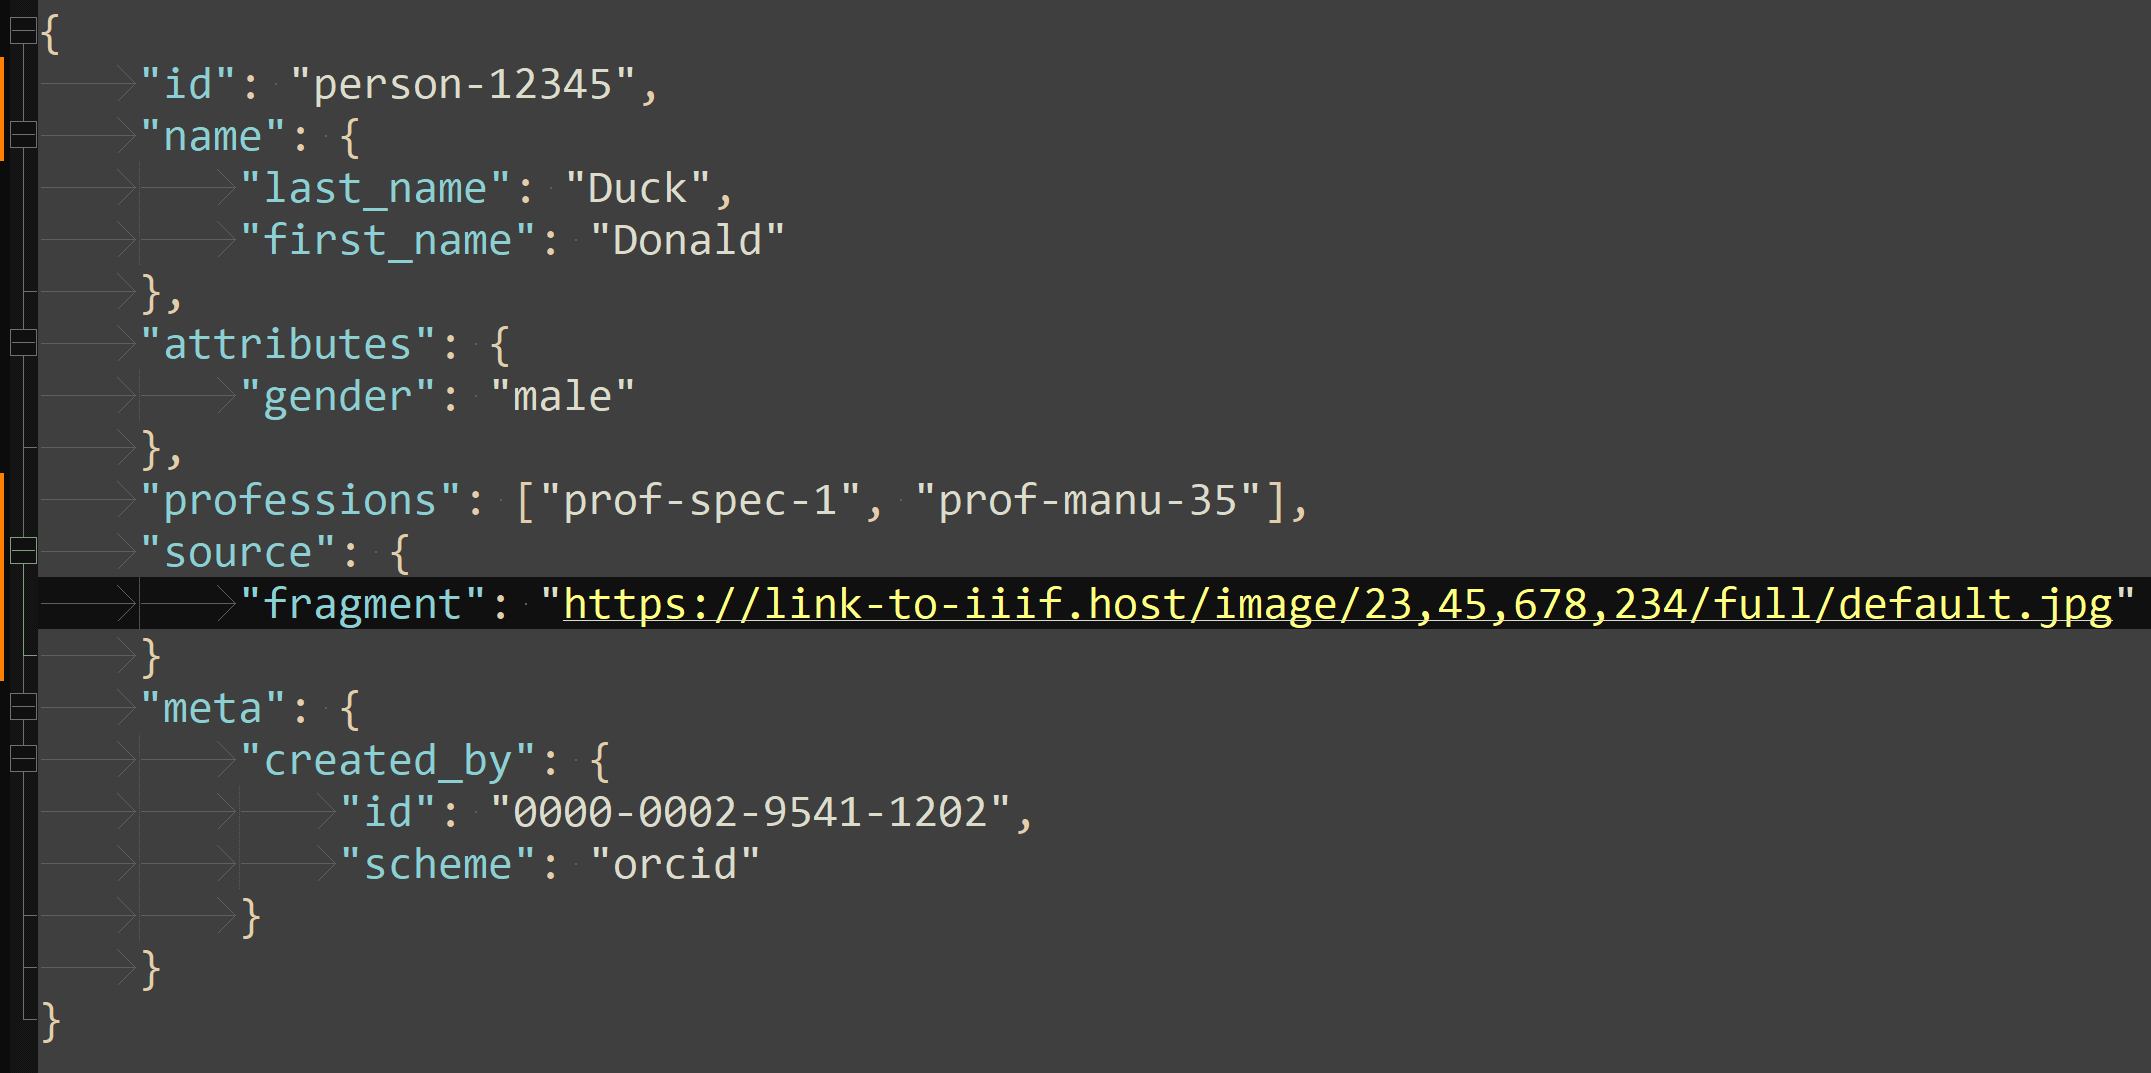 {
"id": "person-12345",
"name": {
"last_name": "Duck",
"first_name": "Donald"
},
"attributes": {
"gender": "male"
},
"professions": ["prof-spec-1", "prof-manu-35"],
"source": {
"fragment": "https://link-to-iiif.host/image/23,45,678,234/full/default.jpg"
}
"meta": {
"created_by": {
"id": "0000-0002-9541-1202",
"scheme": "orcid"
}
}
}